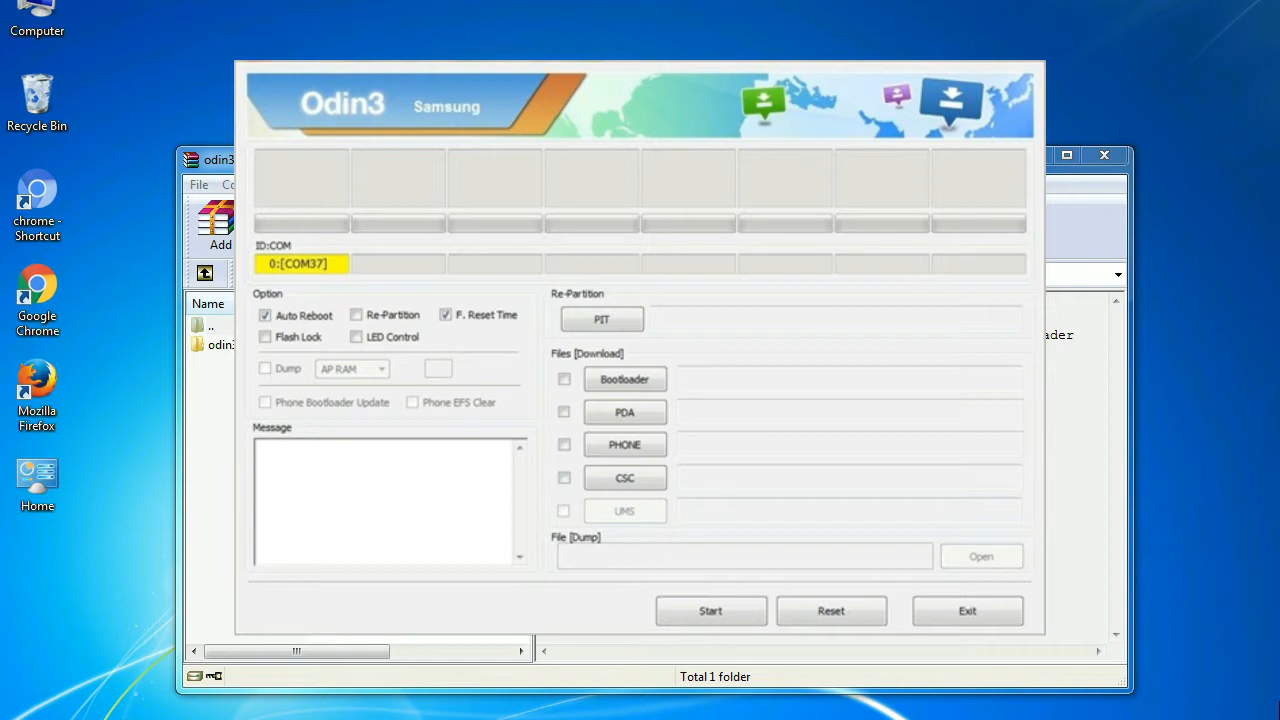 Computer
Recycle Bin
chrome -
Shortcut
Google
Chrome
Mozilla
Firefox
Home
odin3
File
Add
Name
..
odin3
Odin3 Samsung
ID:COM
0:[COM37]
Option
Auto Reboot Re-Partition F. Reset Time
Flash Lock LED Control
Dump AP RAM
Phone Bootloader Update Phone EFS Clear
Message
Re-Partition
PIT
Files [Download]
Bootloader
PDA
PHONE
CSC
UMS
File [Dump]
Open
Start Reset Exit
Total 1 folder